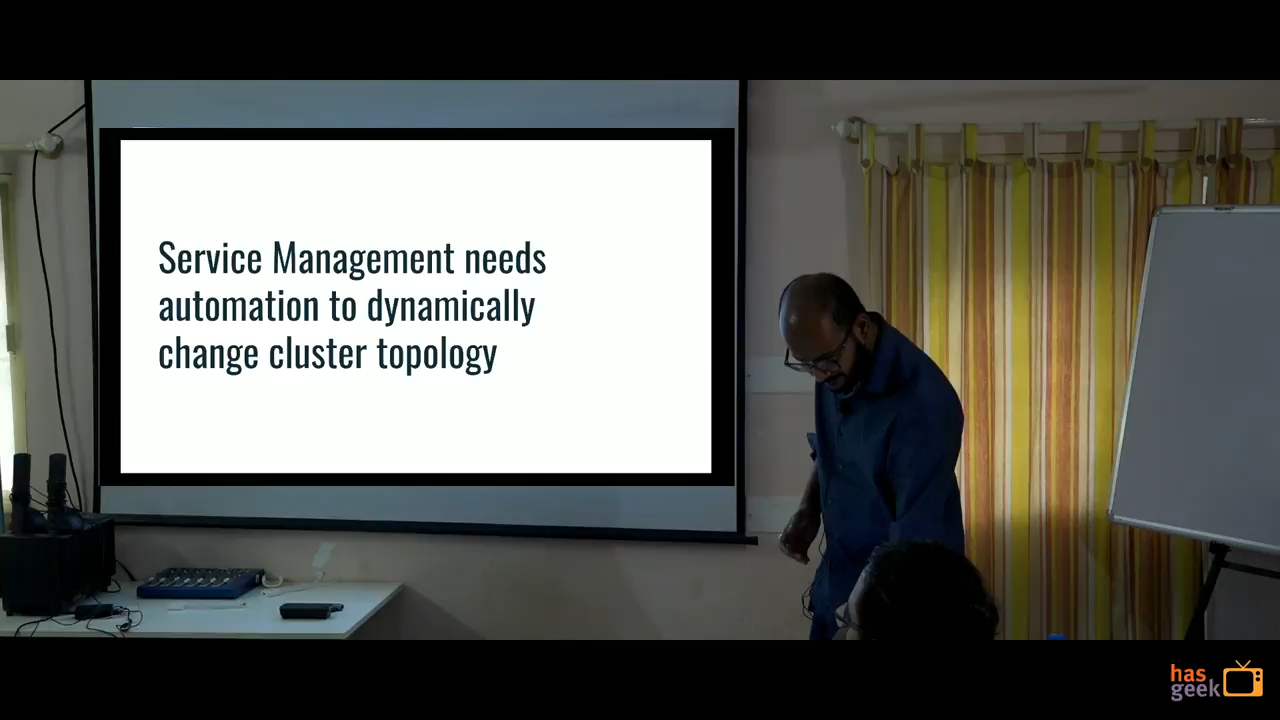 Service Management needs
automation to dynamically
change cluster topology
has
geek